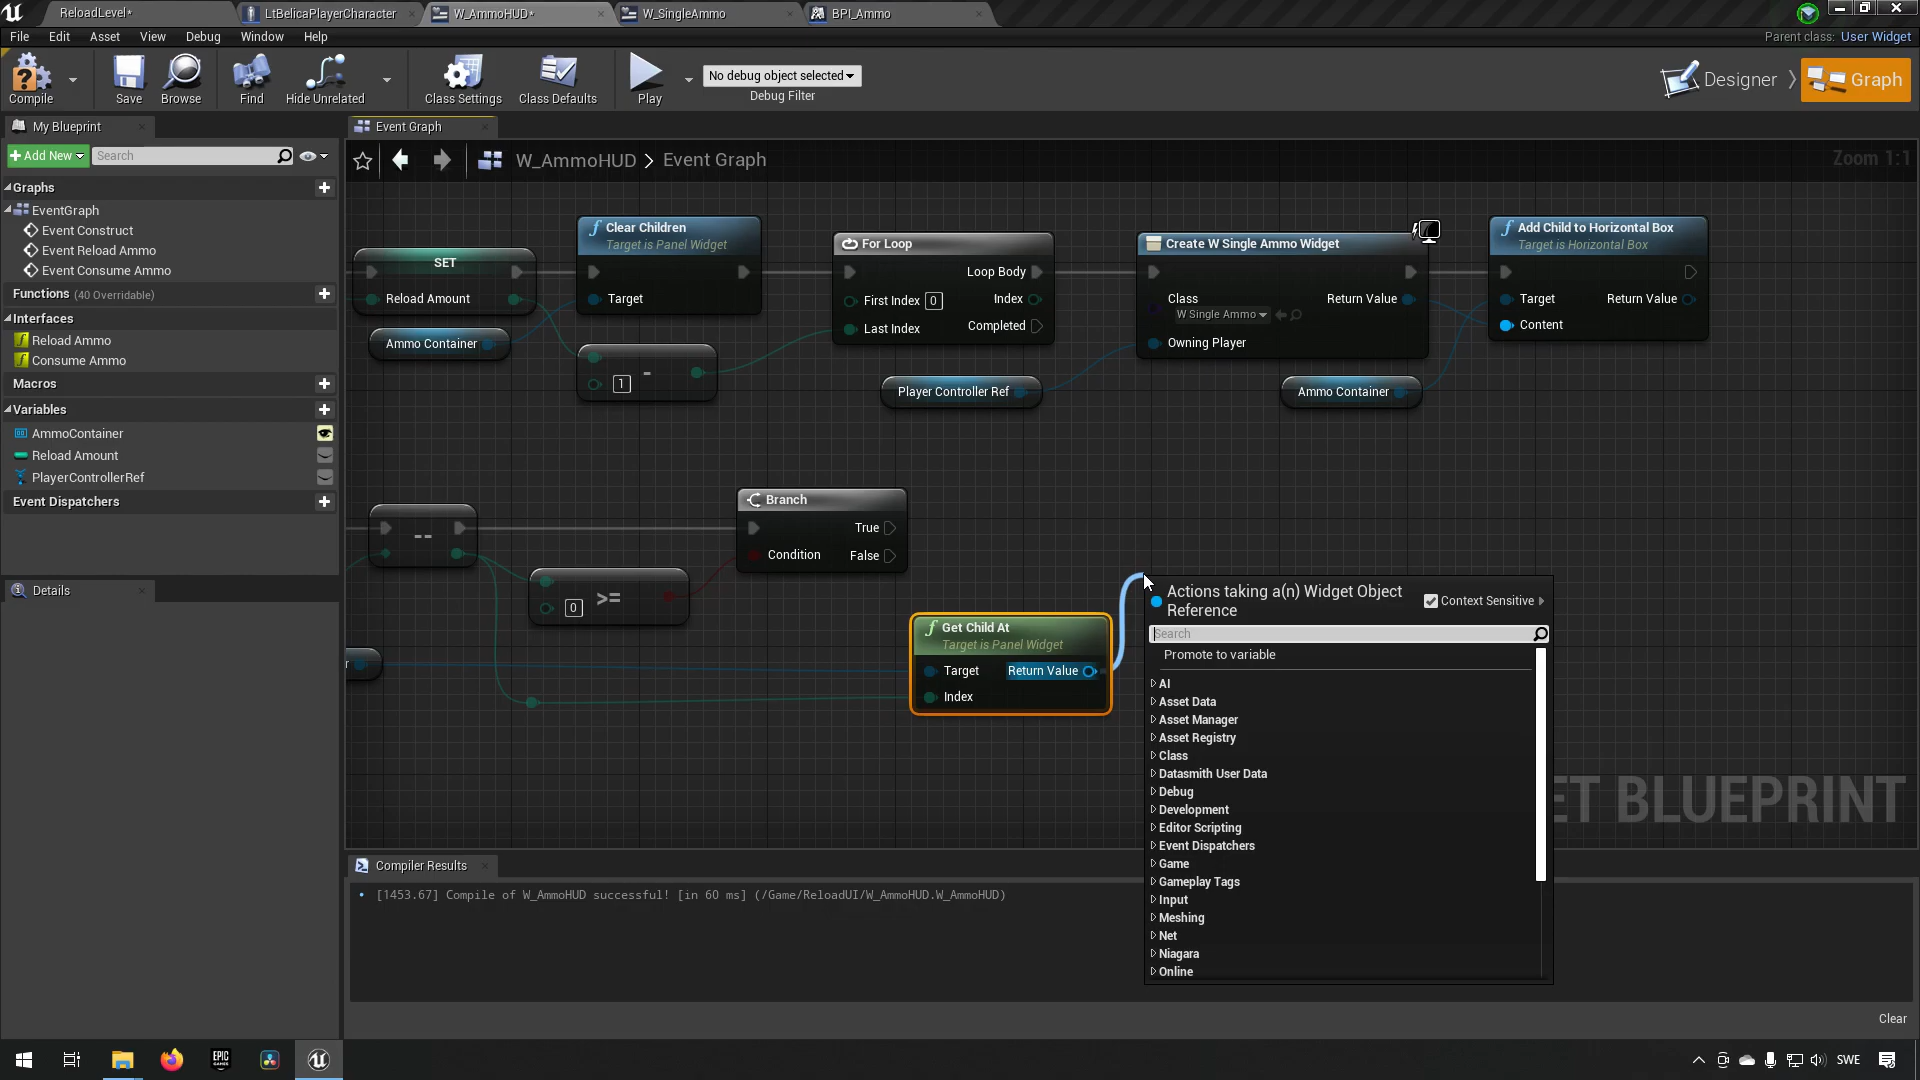 ReloadLevel*
LtBelicaPlayerCharacter
W_AmmoHUD*
W_SingleAmmo
BPI_Ammo
File Edit Asset View Debug Window Help
Parent class: User Widget
Compile
Save
Browse
Find
Hide Unrelated
Class Settings
Class Defaults
Play
No debug object selected
Debug Filter
Designer
Graph
My Blueprint
Event Graph
Add New
Search
W_AmmoHUD > Event Graph
Zoom 1:1
Graphs
EventGraph
Event Construct
Event Reload Ammo
Event Consume Ammo
Functions (40 Overridable)
Interfaces
Reload Ammo
Consume Ammo
Macros
Variables
AmmoContainer
Reload Amount
PlayerControllerRef
Event Dispatchers
Details
SET
Reload Amount
Ammo Container
Clear Children
Target is Panel Widget
Target
1
-
For Loop
Loop Body
First Index 0
Index
Last Index
Completed
Player Controller Ref
Create W Single Ammo Widget
Class
W Single Ammo
Return Value
Owning Player
Ammo Container
Add Child to Horizontal Box
Target is Horizontal Box
Target
Return Value
Content
--
Branch
True
Condition
False
0
>=
r
Get Child At
Target is Panel Widget
Target
Return Value
Index
Actions taking a(n) Widget Object
Reference
Context Sensitive
Search
Promote to variable
AI
Asset Data
Asset Manager
Asset Registry
Class
Datasmith User Data
Debug
Development
Editor Scripting
Event Dispatchers
Game
Gameplay Tags
Input
Meshing
Net
Niagara
Online
ET BLUEPRINT
Compiler Results
[1453.67] Compile of W_AmmoHUD successful! [in 60 ms] (/Game/ReloadUI/W_AmmoHUD.W_AmmoHUD)
Clear
EPIC
GAMES
SWE